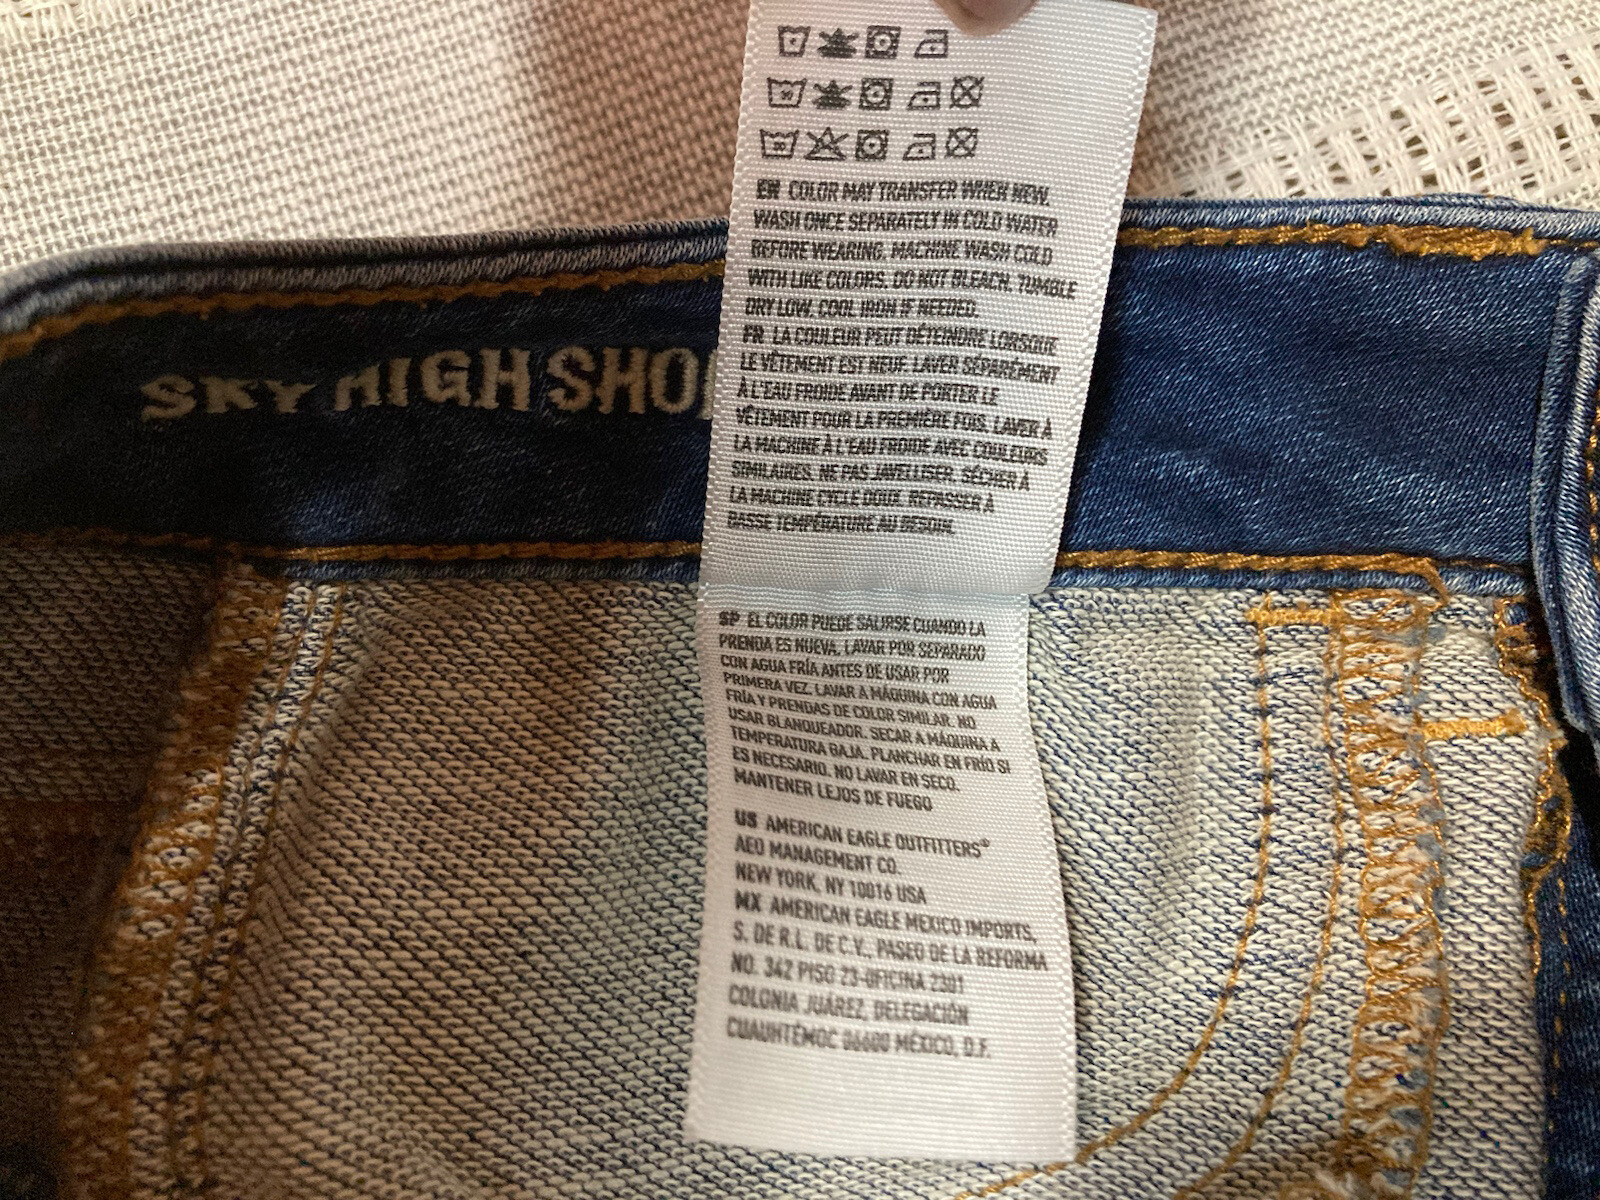 30
30
EN COLOR MAY TRANSFER WHEN NEW.
WASH ONCE SEPARATELY IN COLD WATER
BEFORE WEARING. MACHINE WASH COLD
WITH LIKE COLORS. DO NOT BLEACH. TUMBLE
DRY LOW. COOL IRON IF NEEDED.
FR LA COULEUR PEUT DÉTEINDRE LORSQUE
LE VÊTEMENT EST NEUF. LAVER SÉPARÉMENT
À L'EAU FROIDE AVANT DE PORTER LE
VÊTEMENT POUR LA PREMIÈRE FOIS. LAVER À
LA MACHINE À L'EAU FROIDE AVEC COULEURS
SIMILAIRES. NE PAS JAVELLISER. SÉCHER À
LA MACHINE CYCLE DOUX. REPASSER À
BASSE TEMPÉRATURE AU BESOIN.
SKY HIGH SHO
SP EL COLOR PUEDE SALIRSE CUANDO LA
PRENDA ES NUEVA. LAVAR POR SEPARADO
CON AGUA FRÍA ANTES DE USAR POR
PRIMERA VEZ. LAVAR A MÁQUINA CON AGUA
FRÍA Y PRENDAS DE COLOR SIMILAR. NO
USAR BLANQUEADOR. SECAR A MÁQUINA A
TEMPERATURA BAJA. PLANCHAR EN FRÍO SI
ES NECESARIO. NO LAVAR EN SECO.
MANTENER LEJOS DE FUEGO
US AMERICAN EAGLE OUTFITTERS®
AEO MANAGEMENT CO.
NEW YORK, NY 10016 USA
MX AMERICAN EAGLE MEXICO IMPORTS,
S. DE R.L. DE C.V., PASEO DE LA REFORMA
NO. 342 PISO 23-OFICINA 2301
COLONIA JUÁREZ, DELEGACIÓN
CUAUHTÉMOC 06600 MÉXICO, D.F.